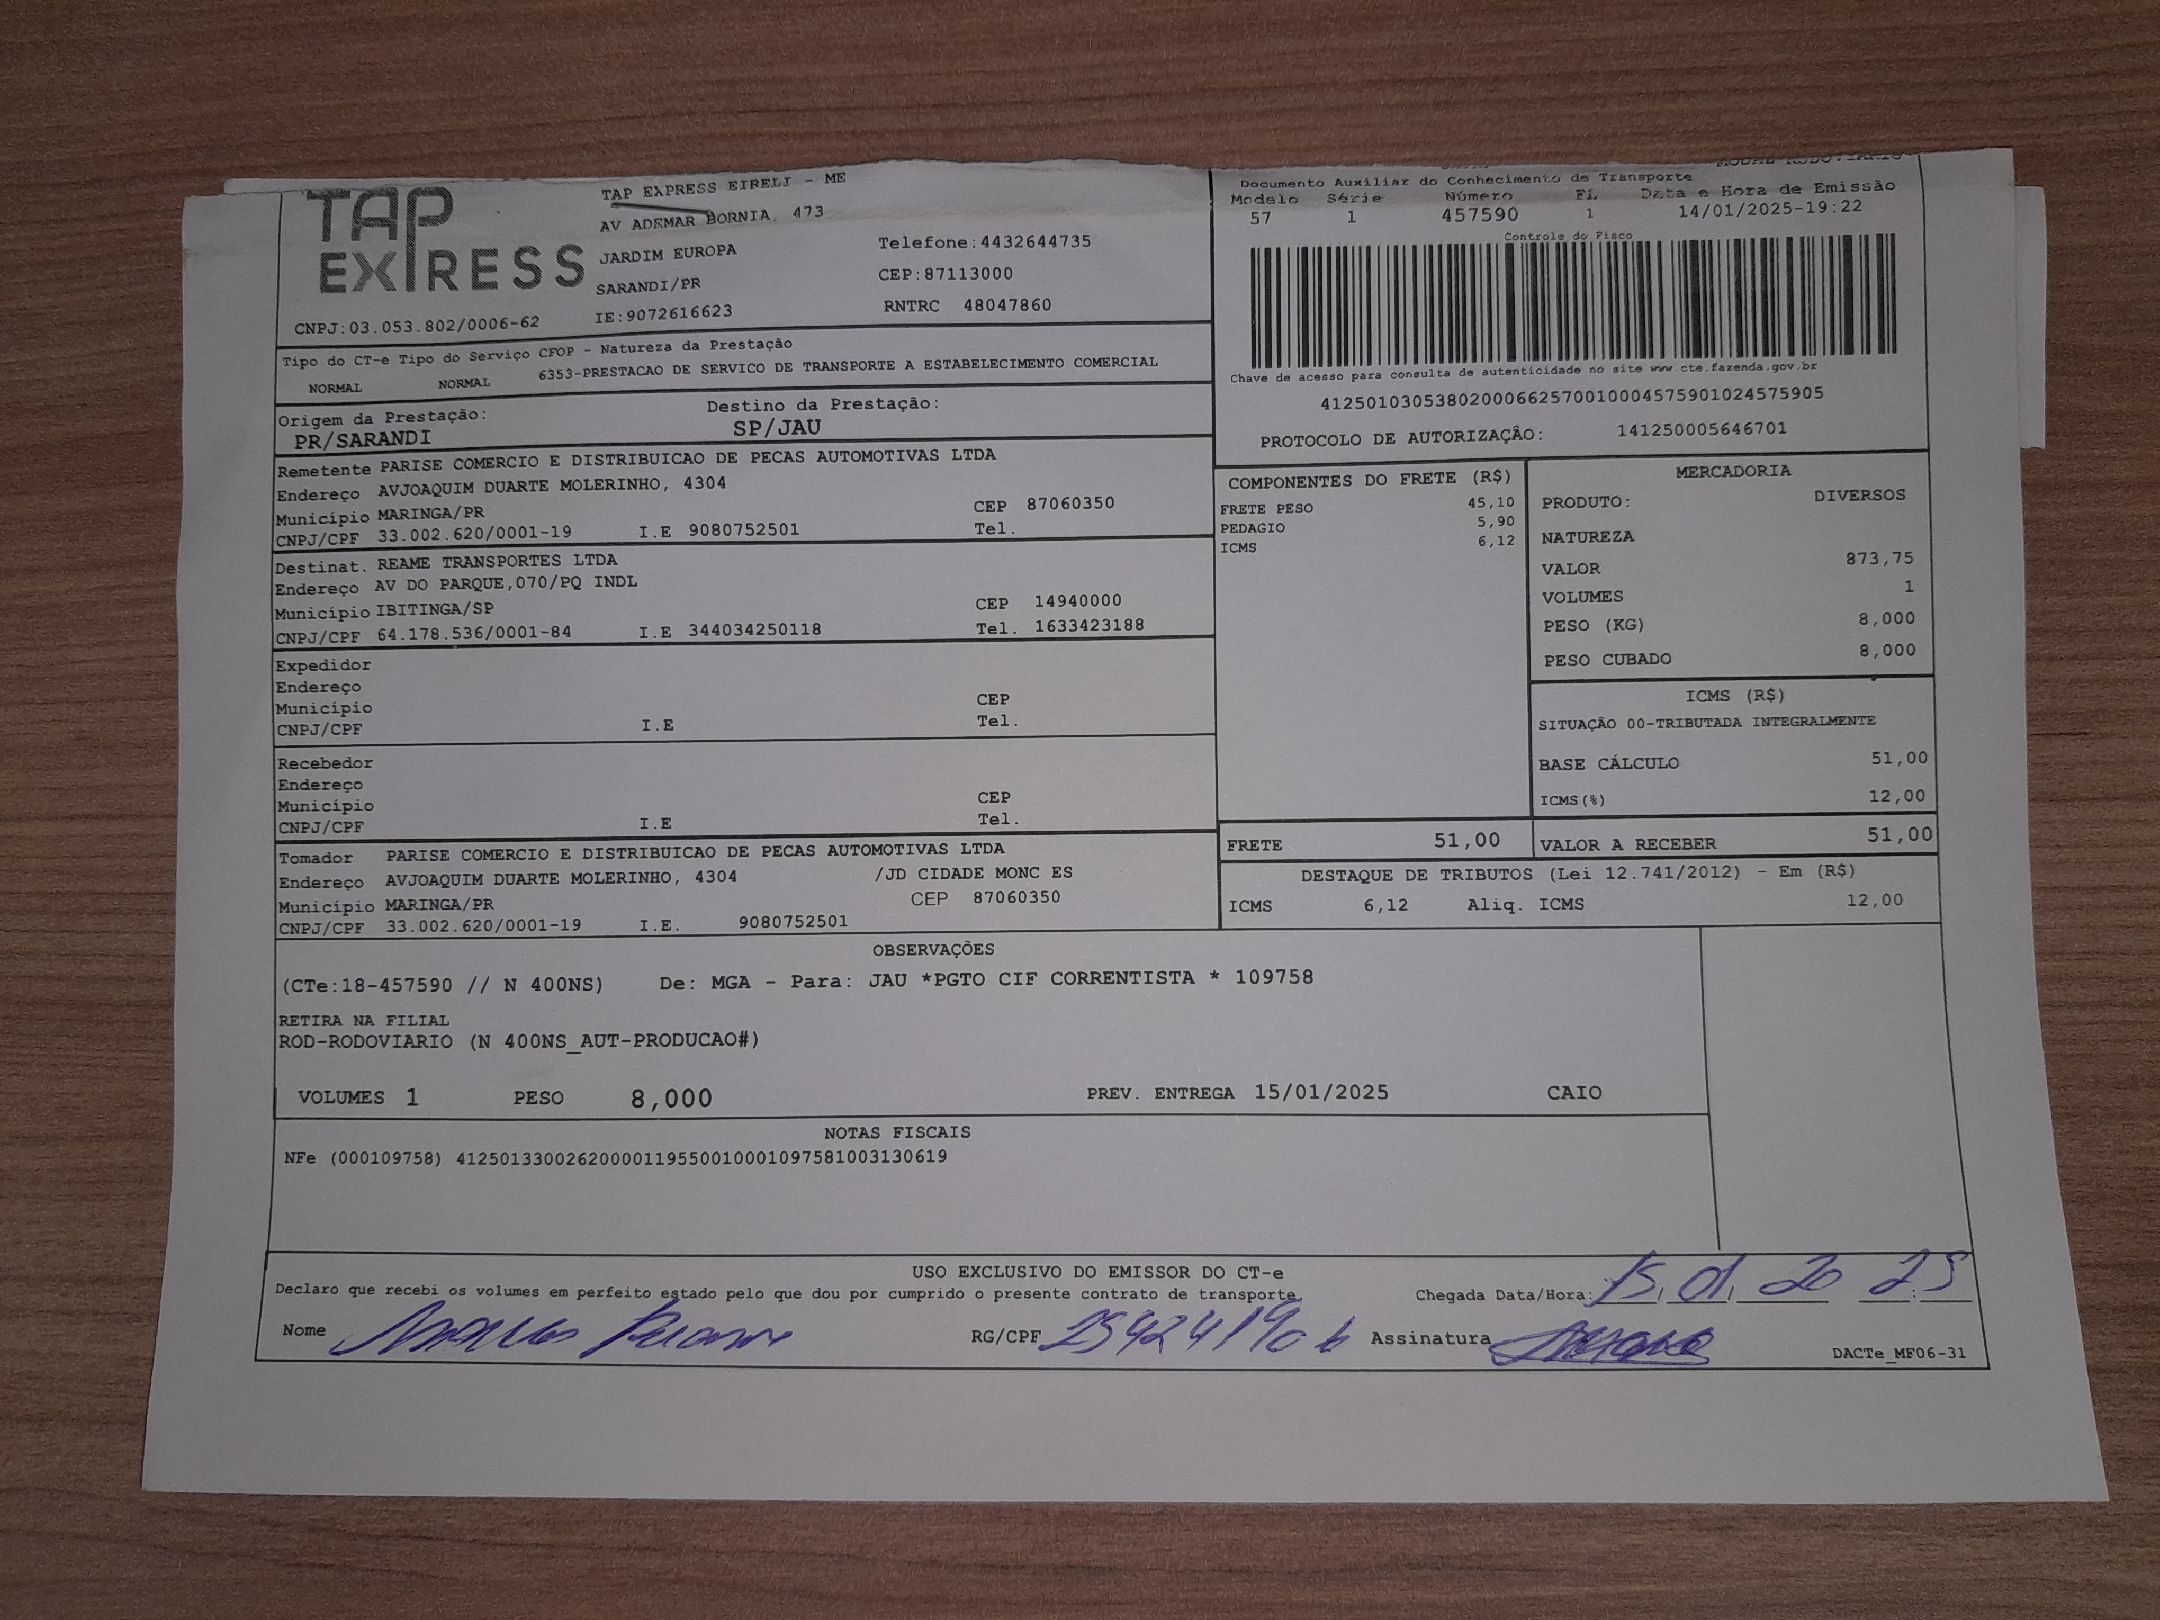 TAP
EXPRESS
CNPJ:03.053.802/0006-62
TAP EXPRESS EIRELI - ME
AV ADEMAR BORNIA, 473
JARDIM EUROPA
SARANDI/PR
IE:9072616623
Telefone:4432644735
CEP:87113000
RNTRC 48047860
Documento Auxiliar do Conhecimento de Transporte
Modelo Série Número FL Data e Hora de Emissão
57 1 457590 1 14/01/2025-19:22
Controle do Fisco
Chave de acesso para consulta de autenticidade no site www.cte.fazenda.gov.br
41250103053802000662570010004575901024575905
PROTOCOLO DE AUTORIZAÇÃO: 141250005646701
Tipo do CT-e Tipo do Serviço CFOP - Natureza da Prestação
NORMAL NORMAL 6353-PRESTACAO DE SERVICO DE TRANSPORTE A ESTABELECIMENTO COMERCIAL
Origem da Prestação: Destino da Prestação:
PR/SARANDI SP/JAU
Remetente PARISE COMERCIO E DISTRIBUICAO DE PECAS AUTOMOTIVAS LTDA
Endereço AVJOAQUIM DUARTE MOLERINHO, 4304
Município MARINGA/PR CEP 87060350
CNPJ/CPF 33.002.620/0001-19 I.E 9080752501 Tel.
Destinat. REAME TRANSPORTES LTDA
Endereço AV DO PARQUE,070/PQ INDL
Município IBITINGA/SP CEP 14940000
CNPJ/CPF 64.178.536/0001-84 I.E 344034250118 Tel. 1633423188
Expedidor
Endereço
Município CEP
CNPJ/CPF I.E Tel.
Recebedor
Endereço
Município CEP
CNPJ/CPF I.E Tel.
Tomador PARISE COMERCIO E DISTRIBUICAO DE PECAS AUTOMOTIVAS LTDA
Endereço AVJOAQUIM DUARTE MOLERINHO, 4304 /JD CIDADE MONC ES
Município MARINGA/PR CEP 87060350
CNPJ/CPF 33.002.620/0001-19 I.E. 9080752501
COMPONENTES DO FRETE (R$)
FRETE PESO 45,10
PEDAGIO 5,90
ICMS 6,12
MERCADORIA
PRODUTO: DIVERSOS
NATUREZA
VALOR 873,75
VOLUMES 1
PESO (KG) 8,000
PESO CUBADO 8,000
ICMS (R$)
SITUAÇÃO 00-TRIBUTADA INTEGRALMENTE
BASE CÁLCULO 51,00
ICMS(%) 12,00
FRETE 51,00 VALOR A RECEBER 51,00
DESTAQUE DE TRIBUTOS (Lei 12.741/2012) - Em (R$)
ICMS 6,12 Aliq. ICMS 12,00
OBSERVAÇÕES
(CTe:18-457590 // N 400NS) De: MGA - Para: JAU *PGTO CIF CORRENTISTA * 109758
RETIRA NA FILIAL
ROD-RODOVIARIO (N 400NS_AUT-PRODUCAO#)
VOLUMES 1 PESO 8,000 PREV. ENTREGA 15/01/2025 CAIO
NOTAS FISCAIS
NFe (000109758) 41250133002620000119550010001097581003130619
USO EXCLUSIVO DO EMISSOR DO CT-e
Declaro que recebi os volumes em perfeito estado pelo que dou por cumprido o presente contrato de transporte. Chegada Data/Hora: 15 01 20 25
Nome RG/CPF Assinatura
DACTe_MF06-31